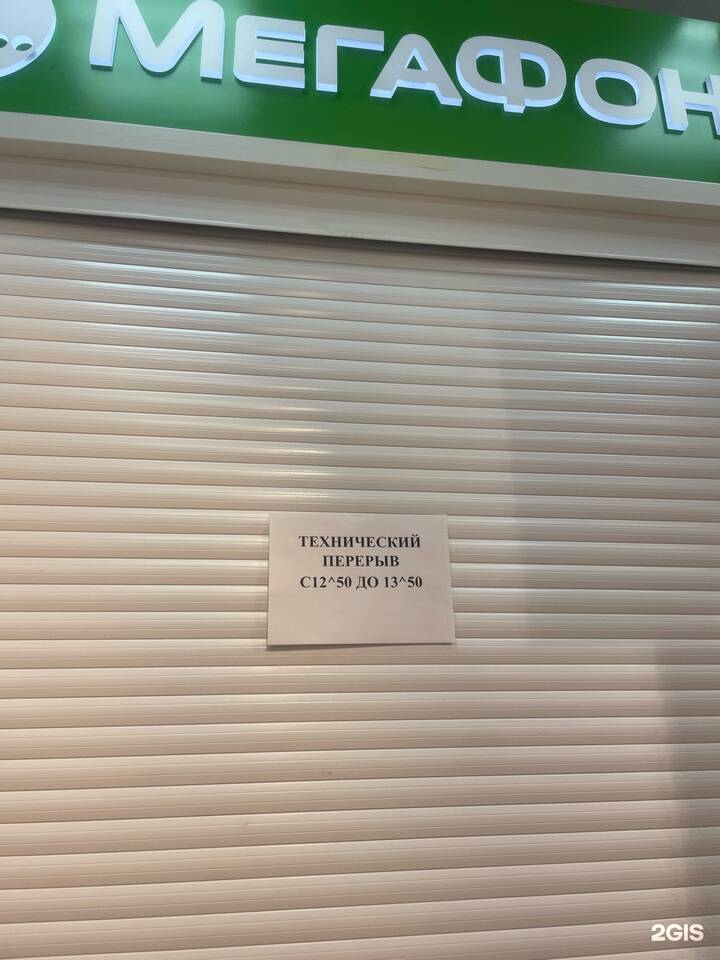 МЕГАФОН
ТЕХНИЧЕСКИЙ
ПЕРЕРЫВ
С12^50 ДО 13^50
2GIS